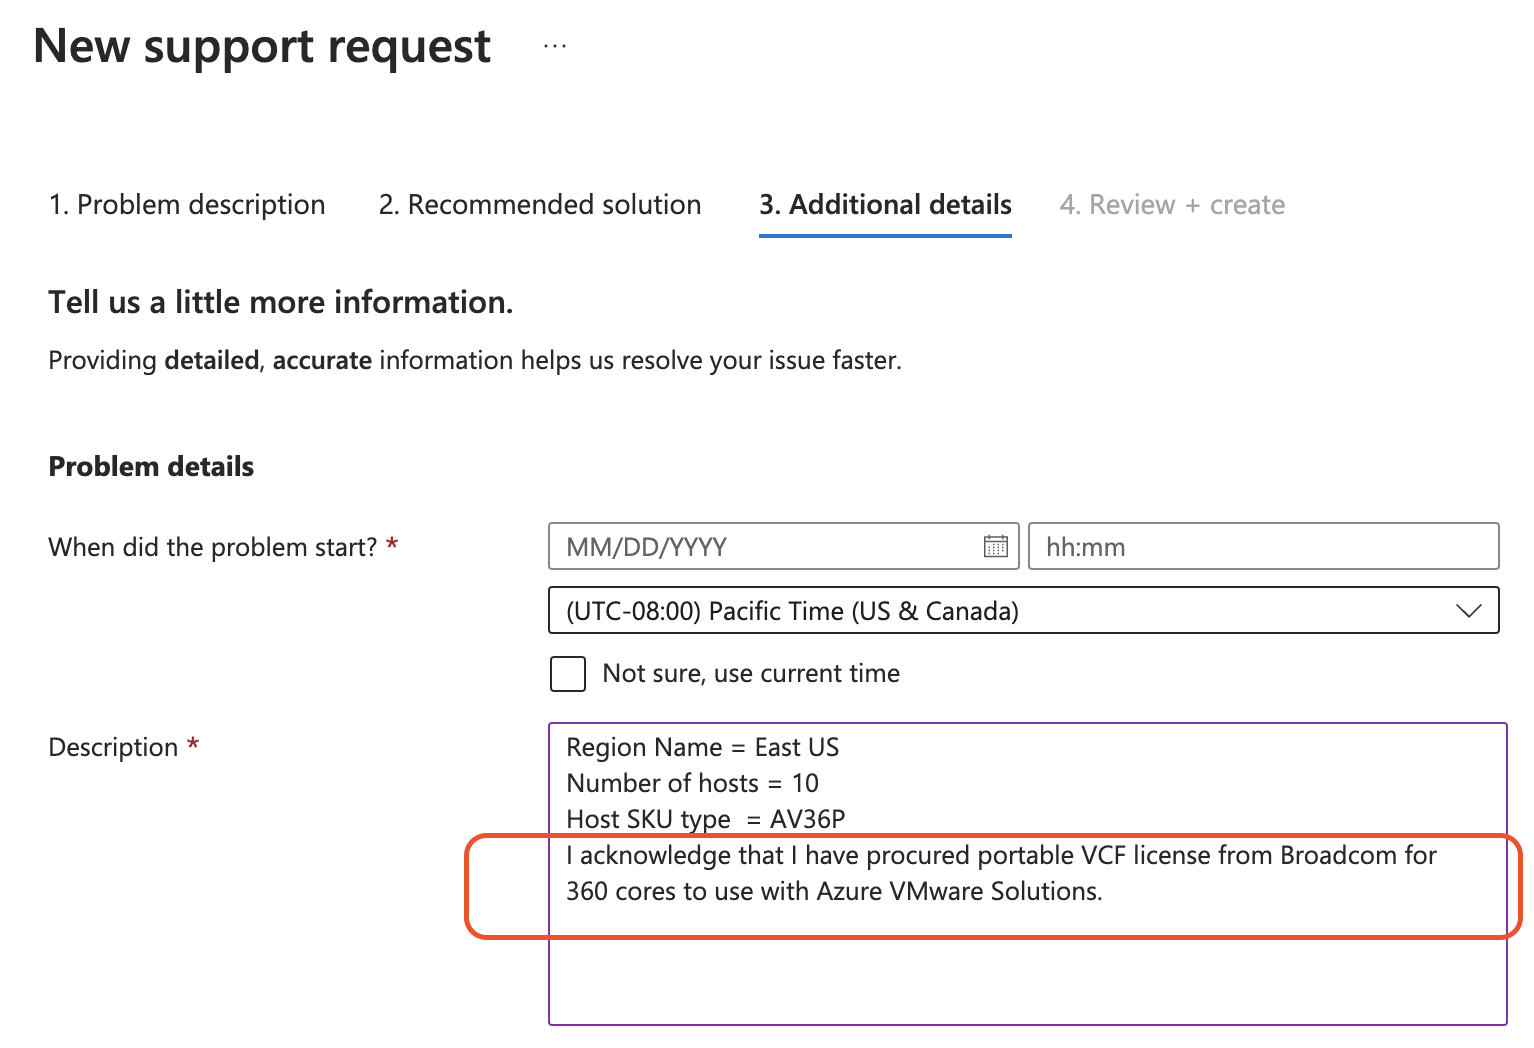 New support request ...
1. Problem description 2. Recommended solution 3. Additional details 4. Review + create
Tell us a little more information.
Providing detailed, accurate information helps us resolve your issue faster.
Problem details
When did the problem start? * MM/DD/YYYY hh:mm
(UTC-08:00) Pacific Time (US & Canada)
Not sure, use current time
Description * Region Name = East US
Number of hosts = 10
Host SKU type  = AV36P
I acknowledge that I have procured portable VCF license from Broadcom for
360 cores to use with Azure VMware Solutions.